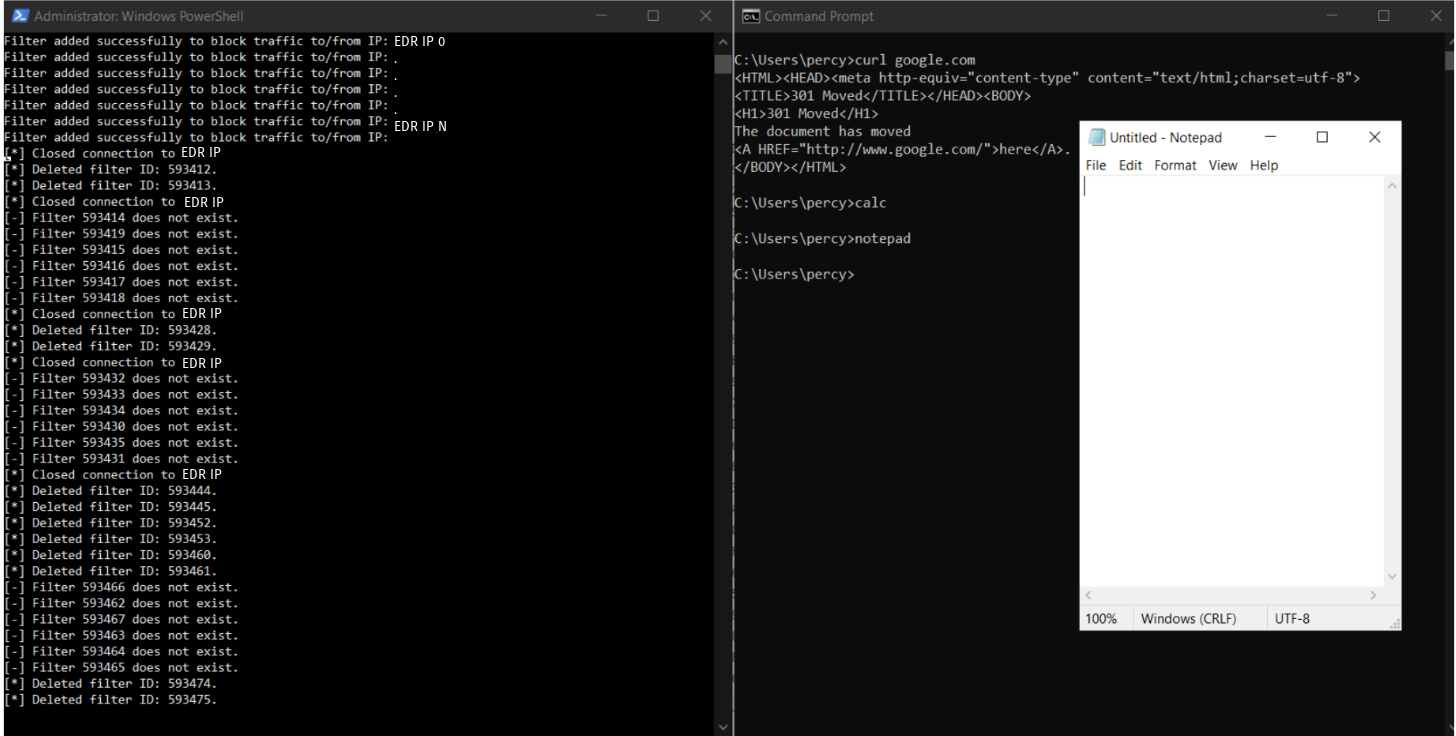 Administrator: Windows PowerShell
Filter added successfully to block traffic to/from IP: EDR IP 0
Filter added successfully to block traffic to/from IP: .
Filter added successfully to block traffic to/from IP: .
Filter added successfully to block traffic to/from IP: .
Filter added successfully to block traffic to/from IP: .
Filter added successfully to block traffic to/from IP: EDR IP N
Filter added successfully to block traffic to/from IP:
[*] Closed connection to EDR IP
[*] Deleted filter ID: 593412.
[*] Deleted filter ID: 593413.
[*] Closed connection to EDR IP
[-] Filter 593414 does not exist.
[-] Filter 593419 does not exist.
[-] Filter 593415 does not exist.
[-] Filter 593416 does not exist.
[-] Filter 593417 does not exist.
[-] Filter 593418 does not exist.
[*] Closed connection to EDR IP
[*] Deleted filter ID: 593428.
[*] Deleted filter ID: 593429.
[*] Closed connection to EDR IP
[-] Filter 593432 does not exist.
[-] Filter 593433 does not exist.
[-] Filter 593434 does not exist.
[-] Filter 593430 does not exist.
[-] Filter 593435 does not exist.
[-] Filter 593431 does not exist.
[*] Closed connection to EDR IP
[*] Deleted filter ID: 593444.
[*] Deleted filter ID: 593445.
[*] Deleted filter ID: 593452.
[*] Deleted filter ID: 593453.
[*] Deleted filter ID: 593460.
[*] Deleted filter ID: 593461.
[-] Filter 593466 does not exist.
[-] Filter 593462 does not exist.
[-] Filter 593467 does not exist.
[-] Filter 593463 does not exist.
[-] Filter 593464 does not exist.
[-] Filter 593465 does not exist.
[*] Deleted filter ID: 593474.
[*] Deleted filter ID: 593475.
Command Prompt
C:\Users\percy>curl google.com
<HTML><HEAD><meta http-equiv="content-type" content="text/html;charset=utf-8">
<TITLE>301 Moved</TITLE></HEAD><BODY>
<H1>301 Moved</H1>
The document has moved
<A HREF="http://www.google.com/">here</A>.
</BODY></HTML>
C:\Users\percy>calc
C:\Users\percy>notepad
C:\Users\percy>
Untitled - Notepad
File Edit Format View Help
100% Windows (CRLF) UTF-8